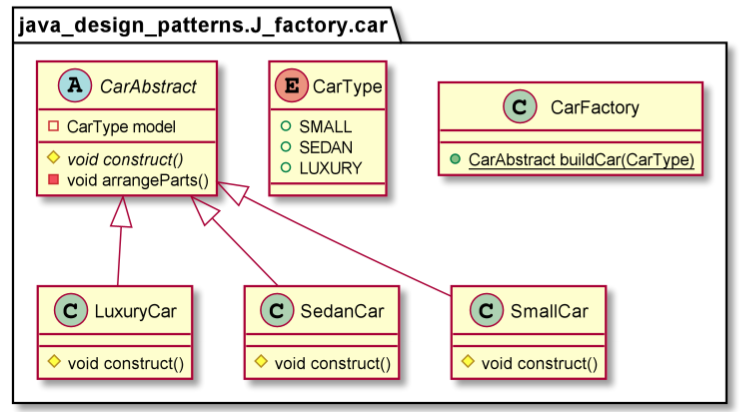 java_design_patterns.J_factory.car
A CarAbstract
CarType model
void construct()
void arrangeParts()
E CarType
SMALL
SEDAN
LUXURY
C CarFactory
CarAbstract buildCar(CarType)
C LuxuryCar
void construct()
C SedanCar
void construct()
C SmallCar
void construct()